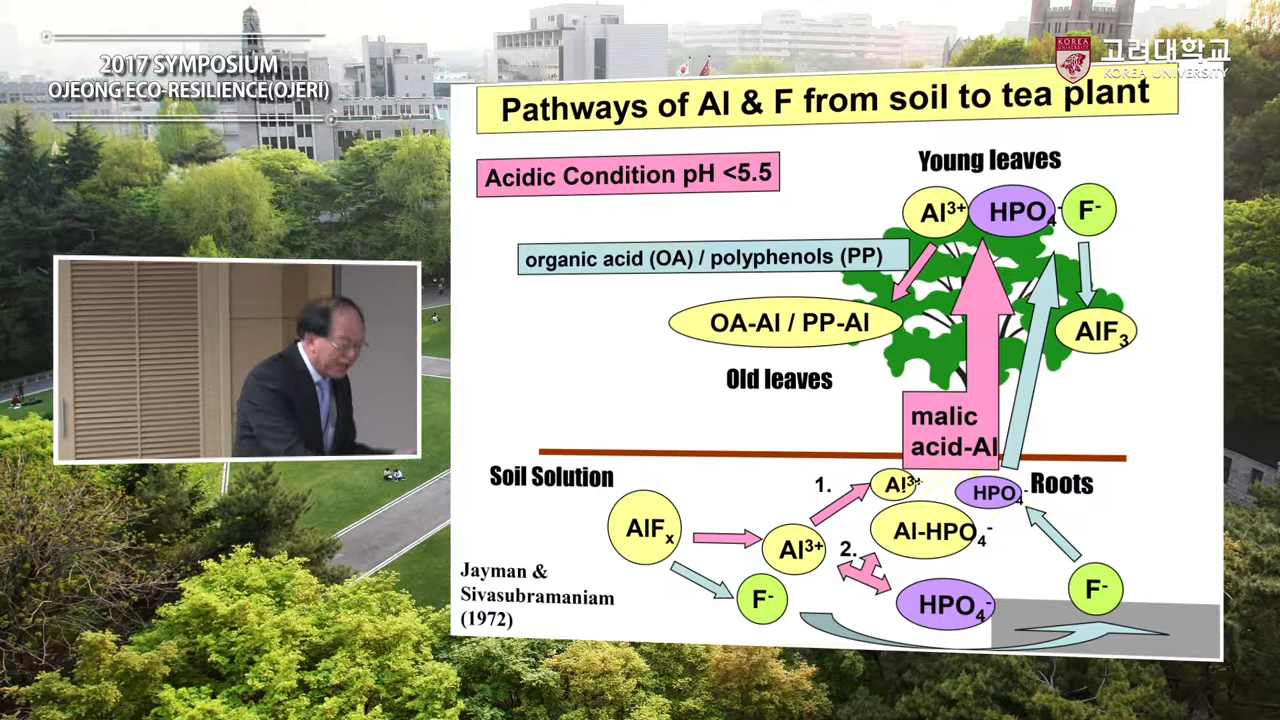 2017 SYMPOSIUM
OJEONG ECO-RESILIENCE(OJERI)
KOREA
UNIVERSITY
고려대학교
KOREA UNIVERSITY
Pathways of Al & F from soil to tea plant
Acidic Condition pH <5.5
Young leaves
Al³⁺
HPO₄⁻
F⁻
organic acid (OA) / polyphenols (PP)
OA-Al / PP-Al
AlF₃
Old leaves
malic
acid-Al
Soil Solution
1.
Al³⁺
HPO₄⁻
Roots
AlFₓ
Al³⁺
2.
Al-HPO₄⁻
Jayman &
Sivasubramaniam
(1972)
F⁻
HPO₄⁻
F⁻